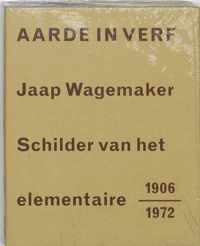 AARDE IN VERF
Jaap Wagemaker
Schilder van het
elementaire 1906
1972